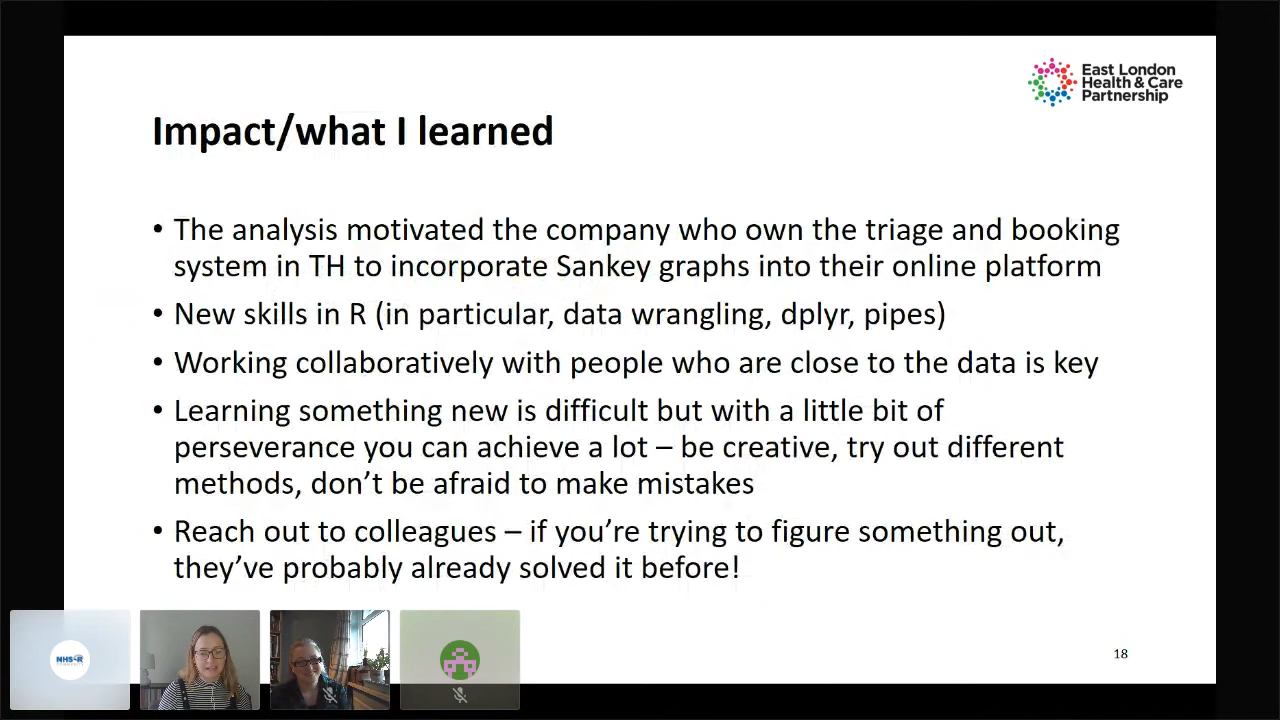 East London
Health & Care
Partnership
Impact/what I learned
• The analysis motivated the company who own the triage and booking
system in TH to incorporate Sankey graphs into their online platform
• New skills in R (in particular, data wrangling, dplyr, pipes)
• Working collaboratively with people who are close to the data is key
• Learning something new is difficult but with a little bit of
perseverance you can achieve a lot – be creative, try out different
methods, don’t be afraid to make mistakes
• Reach out to colleagues – if you’re trying to figure something out,
they’ve probably already solved it before!
NHS-R
COMMUNITY
18